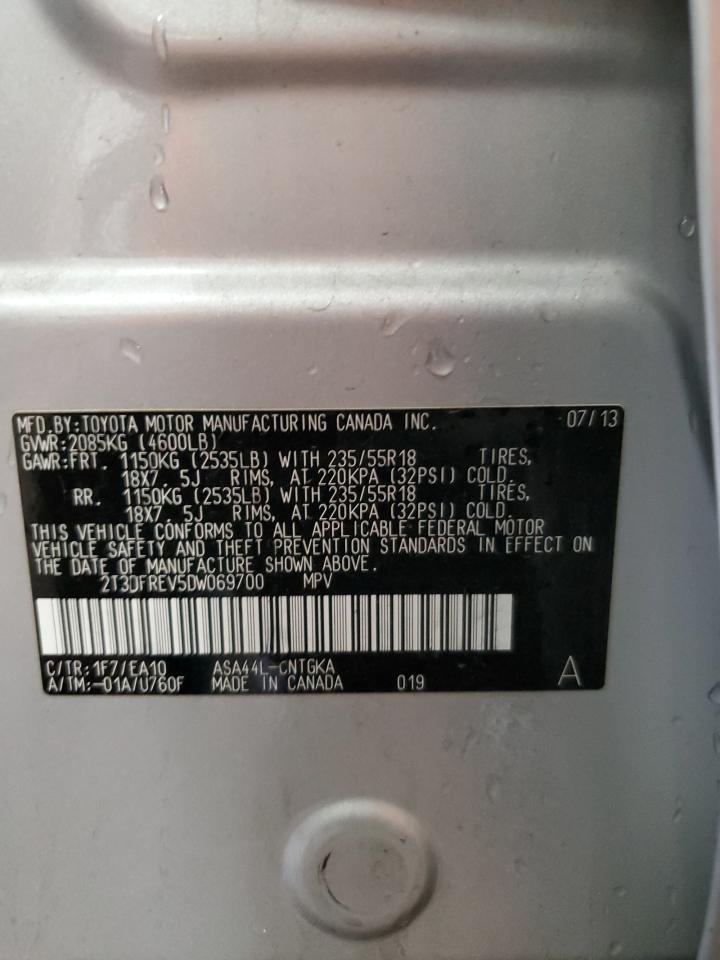 MFD.BY:TOYOTA MOTOR MANUFACTURING CANADA INC. 07/13
GVWR:2085KG (4600LB)
GAWR:FRT. 1150KG (2535LB) WITH 235/55R18 TIRES,
18X7. 5J RIMS, AT 220KPA (32PSI) COLD.
RR. 1150KG (2535LB) WITH 235/55R18 TIRES,
18X7. 5J RIMS, AT 220KPA (32PSI) COLD.
THIS VEHICLE CONFORMS TO ALL APPLICABLE FEDERAL MOTOR
VEHICLE SAFETY AND THEFT PREVENTION STANDARDS IN EFFECT ON
THE DATE OF MANUFACTURE SHOWN ABOVE.
2T3DFREV5DW069700 MPV
C/TR: 1F7/EA10 ASA44L-CNTGKA
A/TM:-01A/U760F MADE IN CANADA 019 A